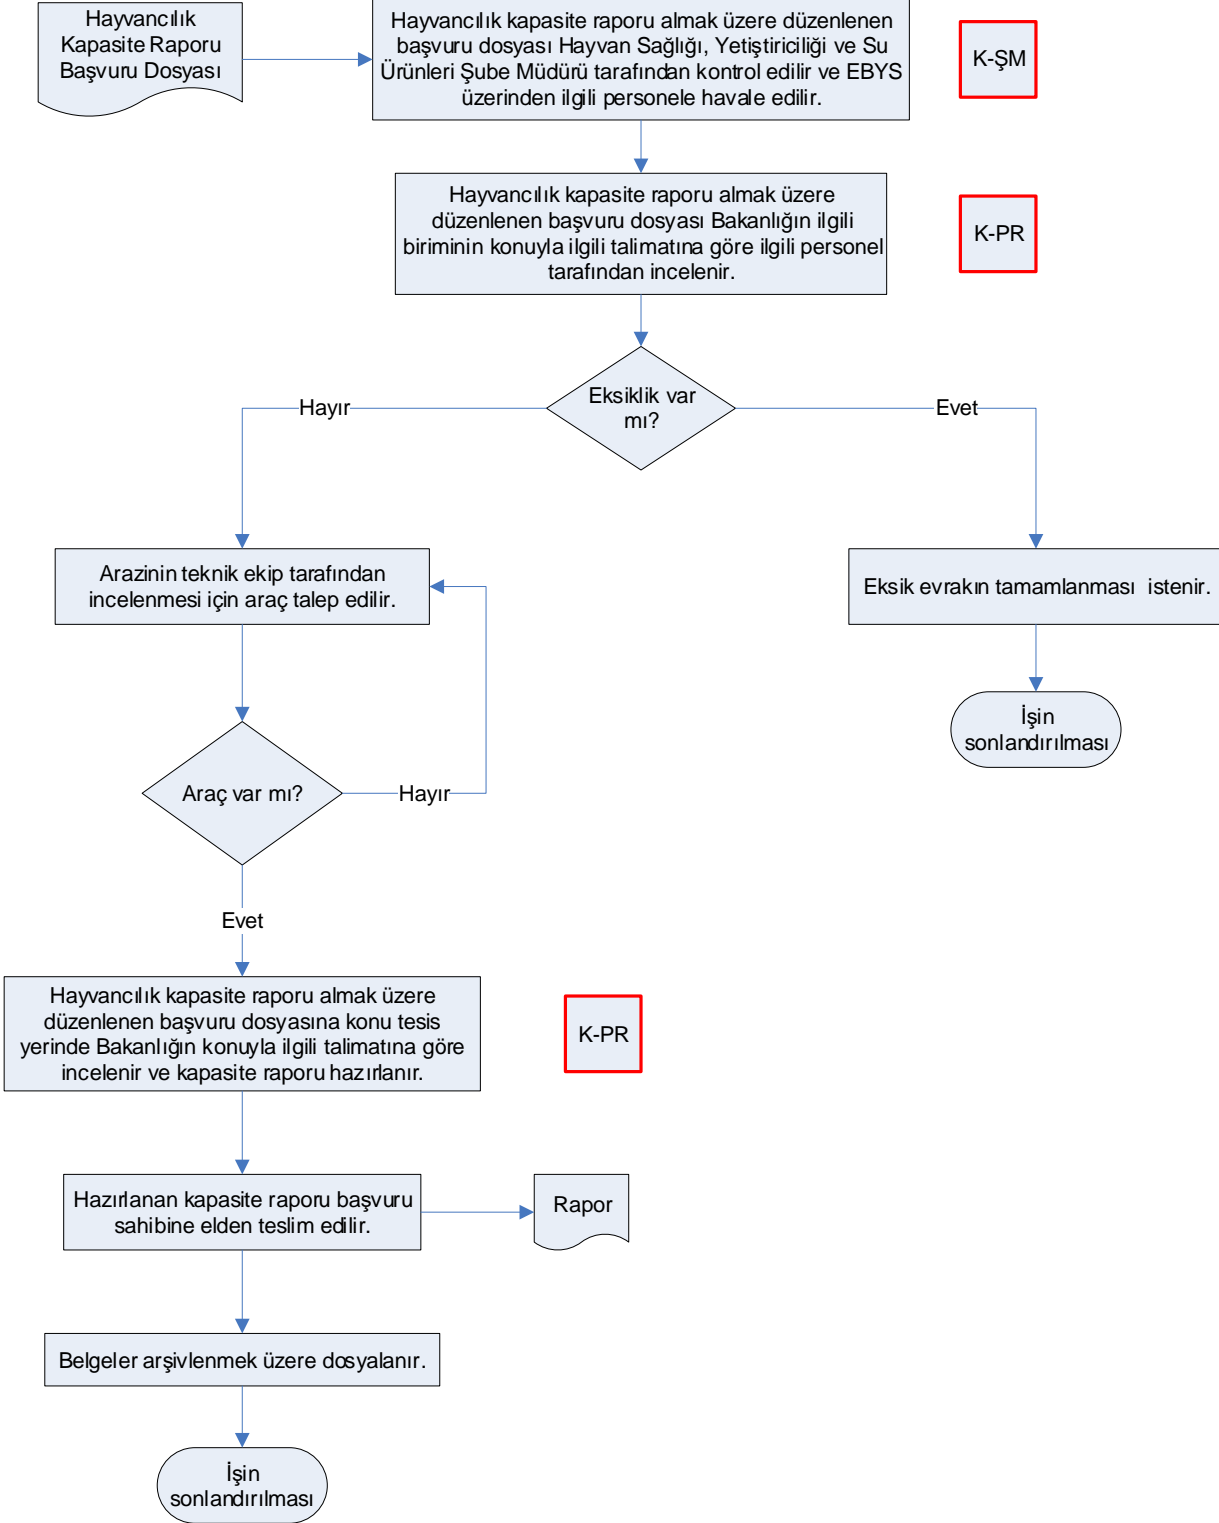 Hayvancılık
Kapasite Raporu
Başvuru Dosyası
Hayvancılık kapasite raporu almak üzere düzenlenen
başvuru dosyası Hayvan Sağlığı, Yetiştiriciliği ve Su
Ürünleri Şube Müdürü tarafından kontrol edilir ve EBYS
üzerinden ilgili personele havale edilir.
K-ŞM
Hayvancılık kapasite raporu almak üzere
düzenlenen başvuru dosyası Bakanlığın ilgili
biriminin konuyla ilgili talimatına göre ilgili personel
tarafından incelenir.
K-PR
Eksiklik var
mı?
Hayır
Evet
Arazinin teknik ekip tarafından
incelenmesi için araç talep edilir.
Eksik evrakın tamamlanması istenir.
İşin
sonlandırılması
Araç var mı?
Hayır
Evet
Hayvancılık kapasite raporu almak üzere
düzenlenen başvuru dosyasına konu tesis
yerinde Bakanlığın konuyla ilgili talimatına göre
incelenir ve kapasite raporu hazırlanır.
K-PR
Hazırlanan kapasite raporu başvuru
sahibine elden teslim edilir.
Rapor
Belgeler arşivlenmek üzere dosyalanır.
İşin
sonlandırılması